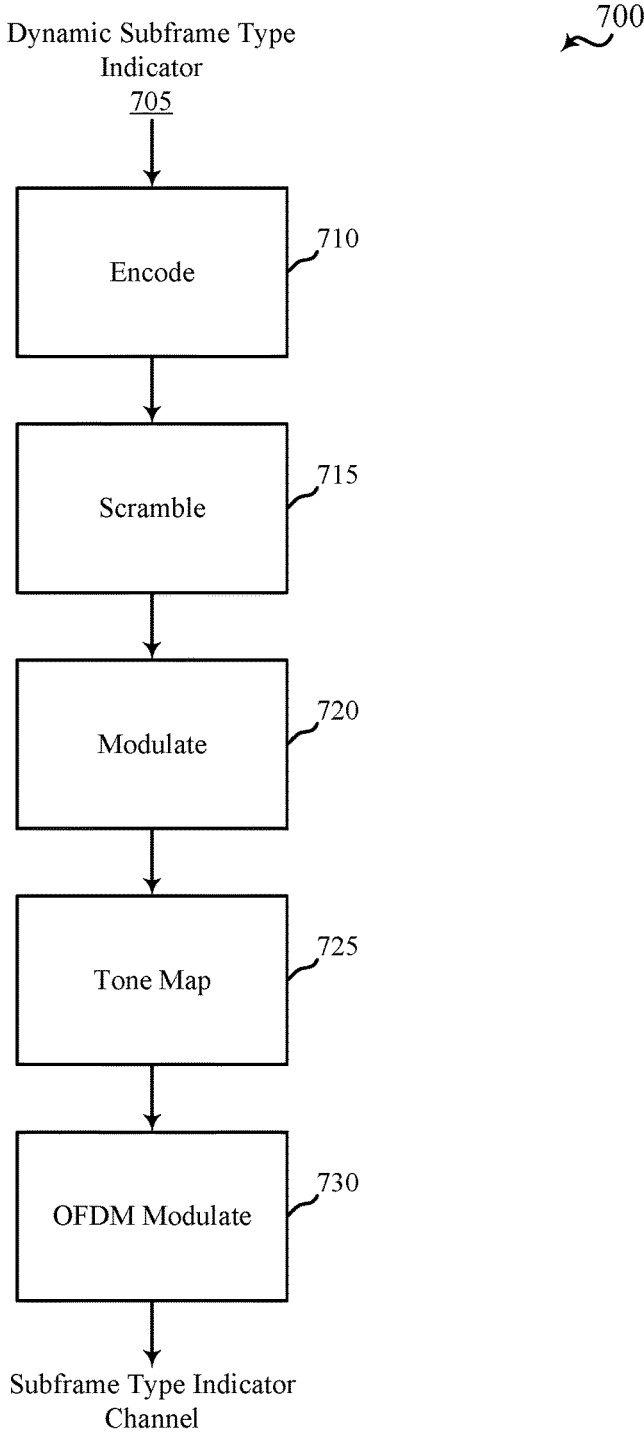 700
Dynamic Subframe Type
Indicator
705
710
Encode
715
Scramble
720
Modulate
725
Tone Map
730
OFDM Modulate
Subframe Type Indicator
Channel